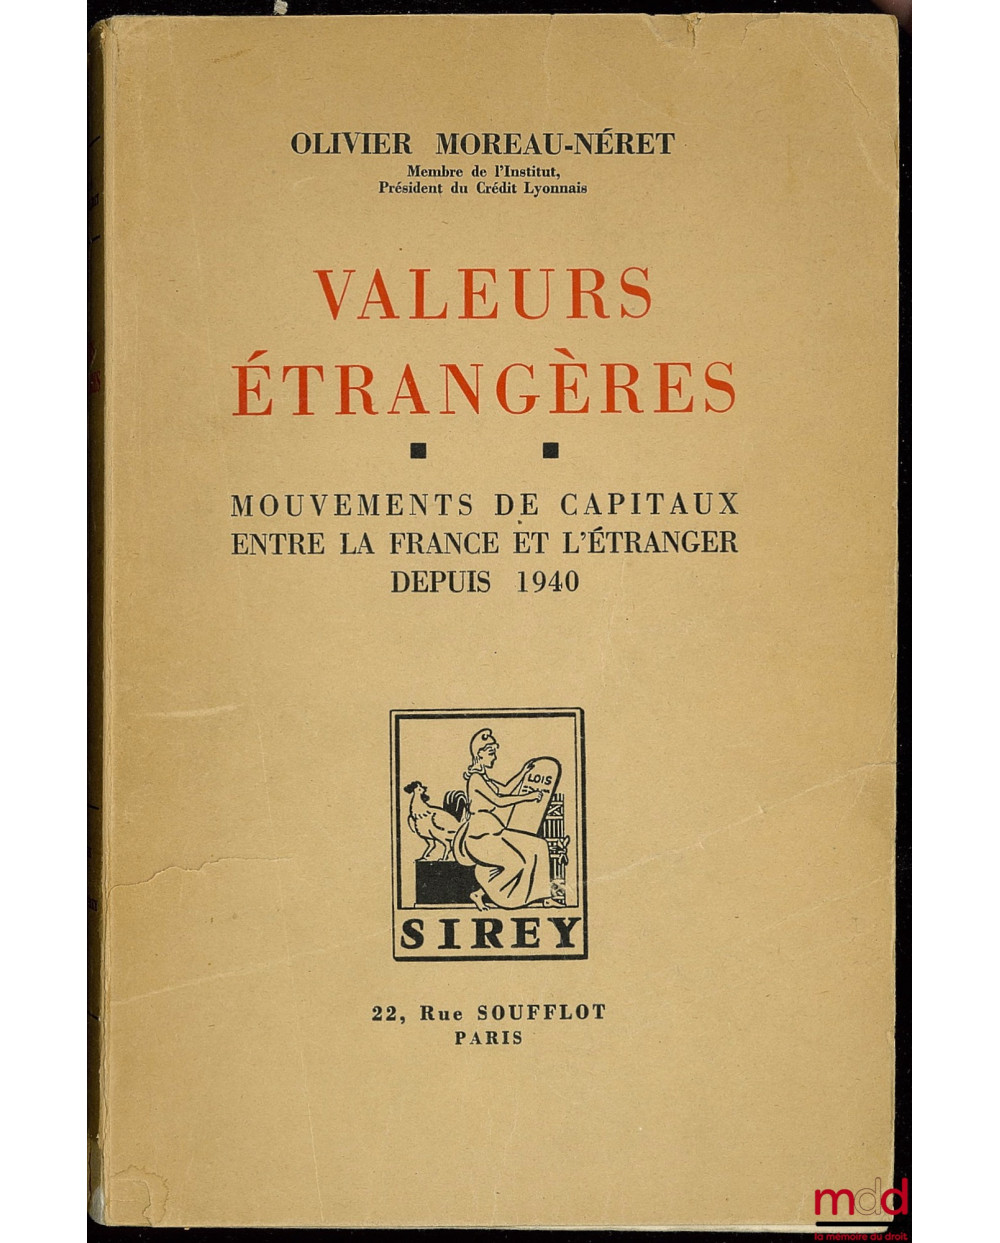 OLIVIER MOREAU-NÉRET
Membre de l'Institut,
Président du Crédit Lyonnais
VALEURS
ÉTRANGÈRES
MOUVEMENTS DE CAPITAUX
ENTRE LA FRANCE ET L'ÉTRANGER
DEPUIS 1940
LOIS
SIREY
22, Rue SOUFFLOT
PARIS
mdd
la mémoire du droit